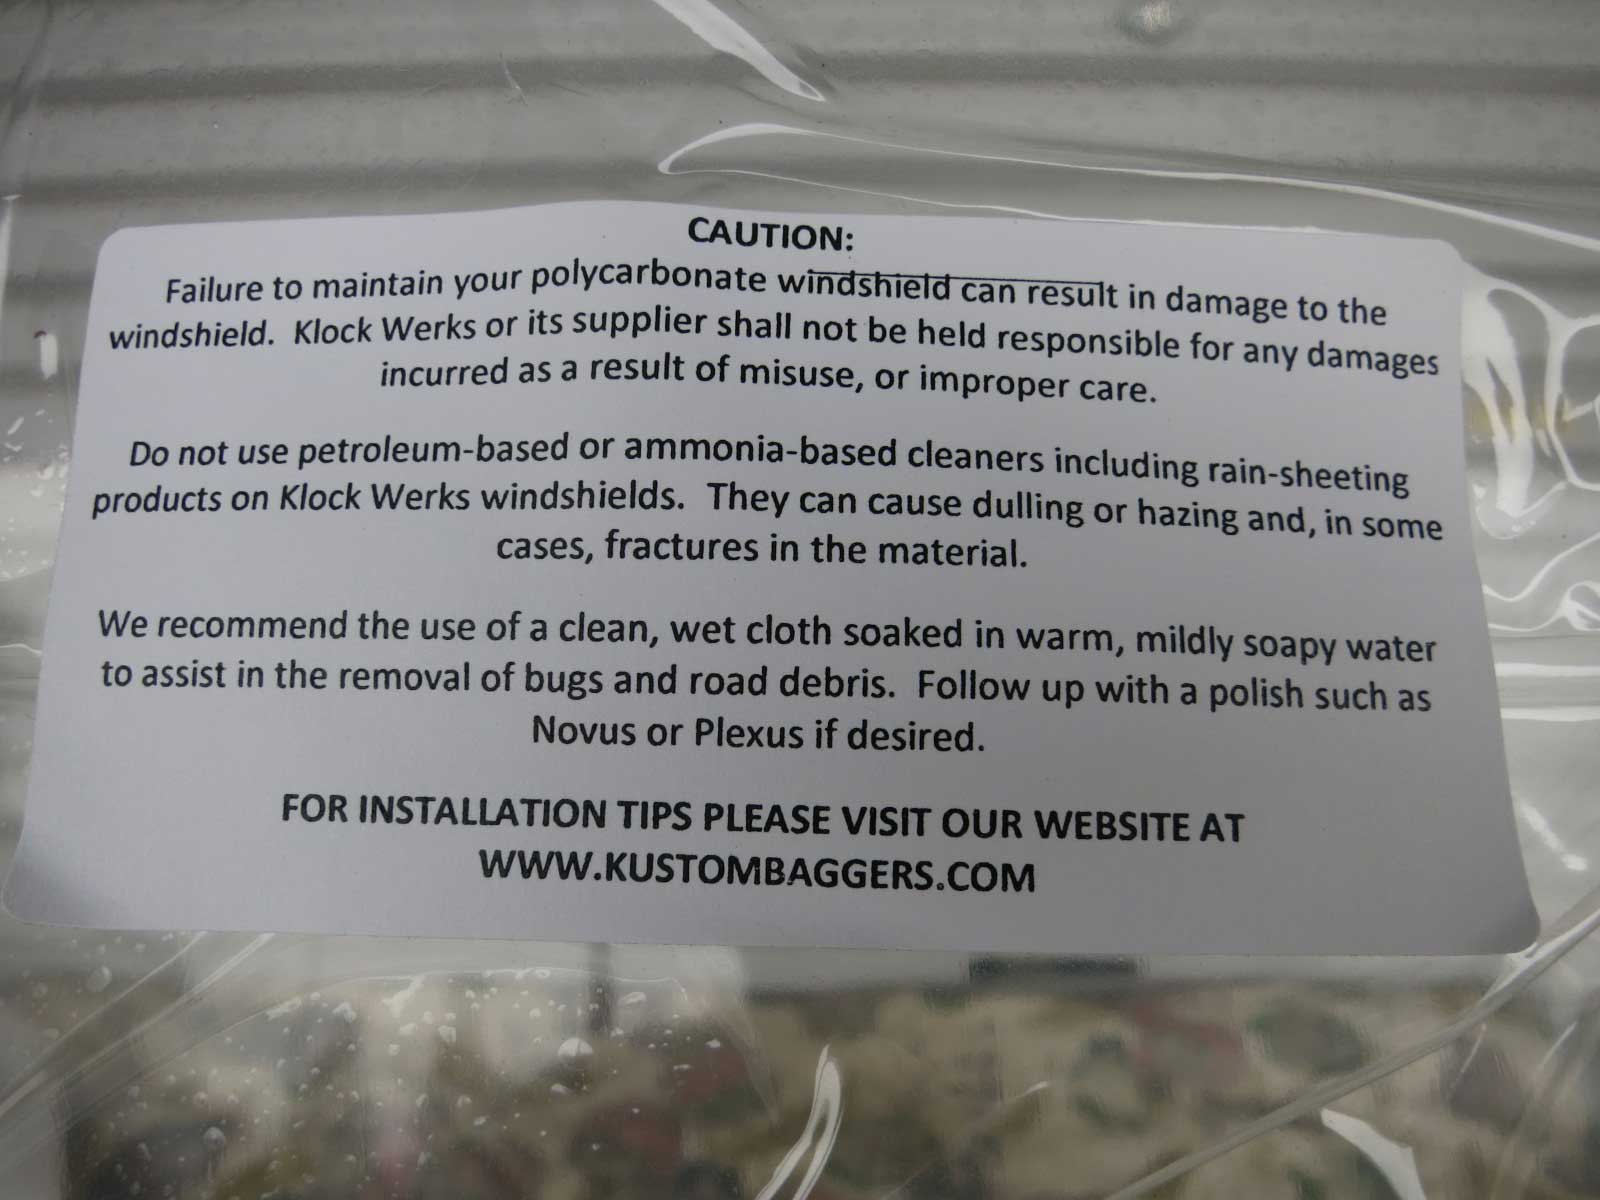 CAUTION:
Failure to maintain your polycarbonate windshield can result in damage to the
windshield.  Klock Werks or its supplier shall not be held responsible for any damages
incurred as a result of misuse, or improper care.
Do not use petroleum-based or ammonia-based cleaners including rain-sheeting
products on Klock Werks windshields.  They can cause dulling or hazing and, in some
cases, fractures in the material.
We recommend the use of a clean, wet cloth soaked in warm, mildly soapy water
to assist in the removal of bugs and road debris.  Follow up with a polish such as
Novus or Plexus if desired.
FOR INSTALLATION TIPS PLEASE VISIT OUR WEBSITE AT
WWW.KUSTOMBAGGERS.COM